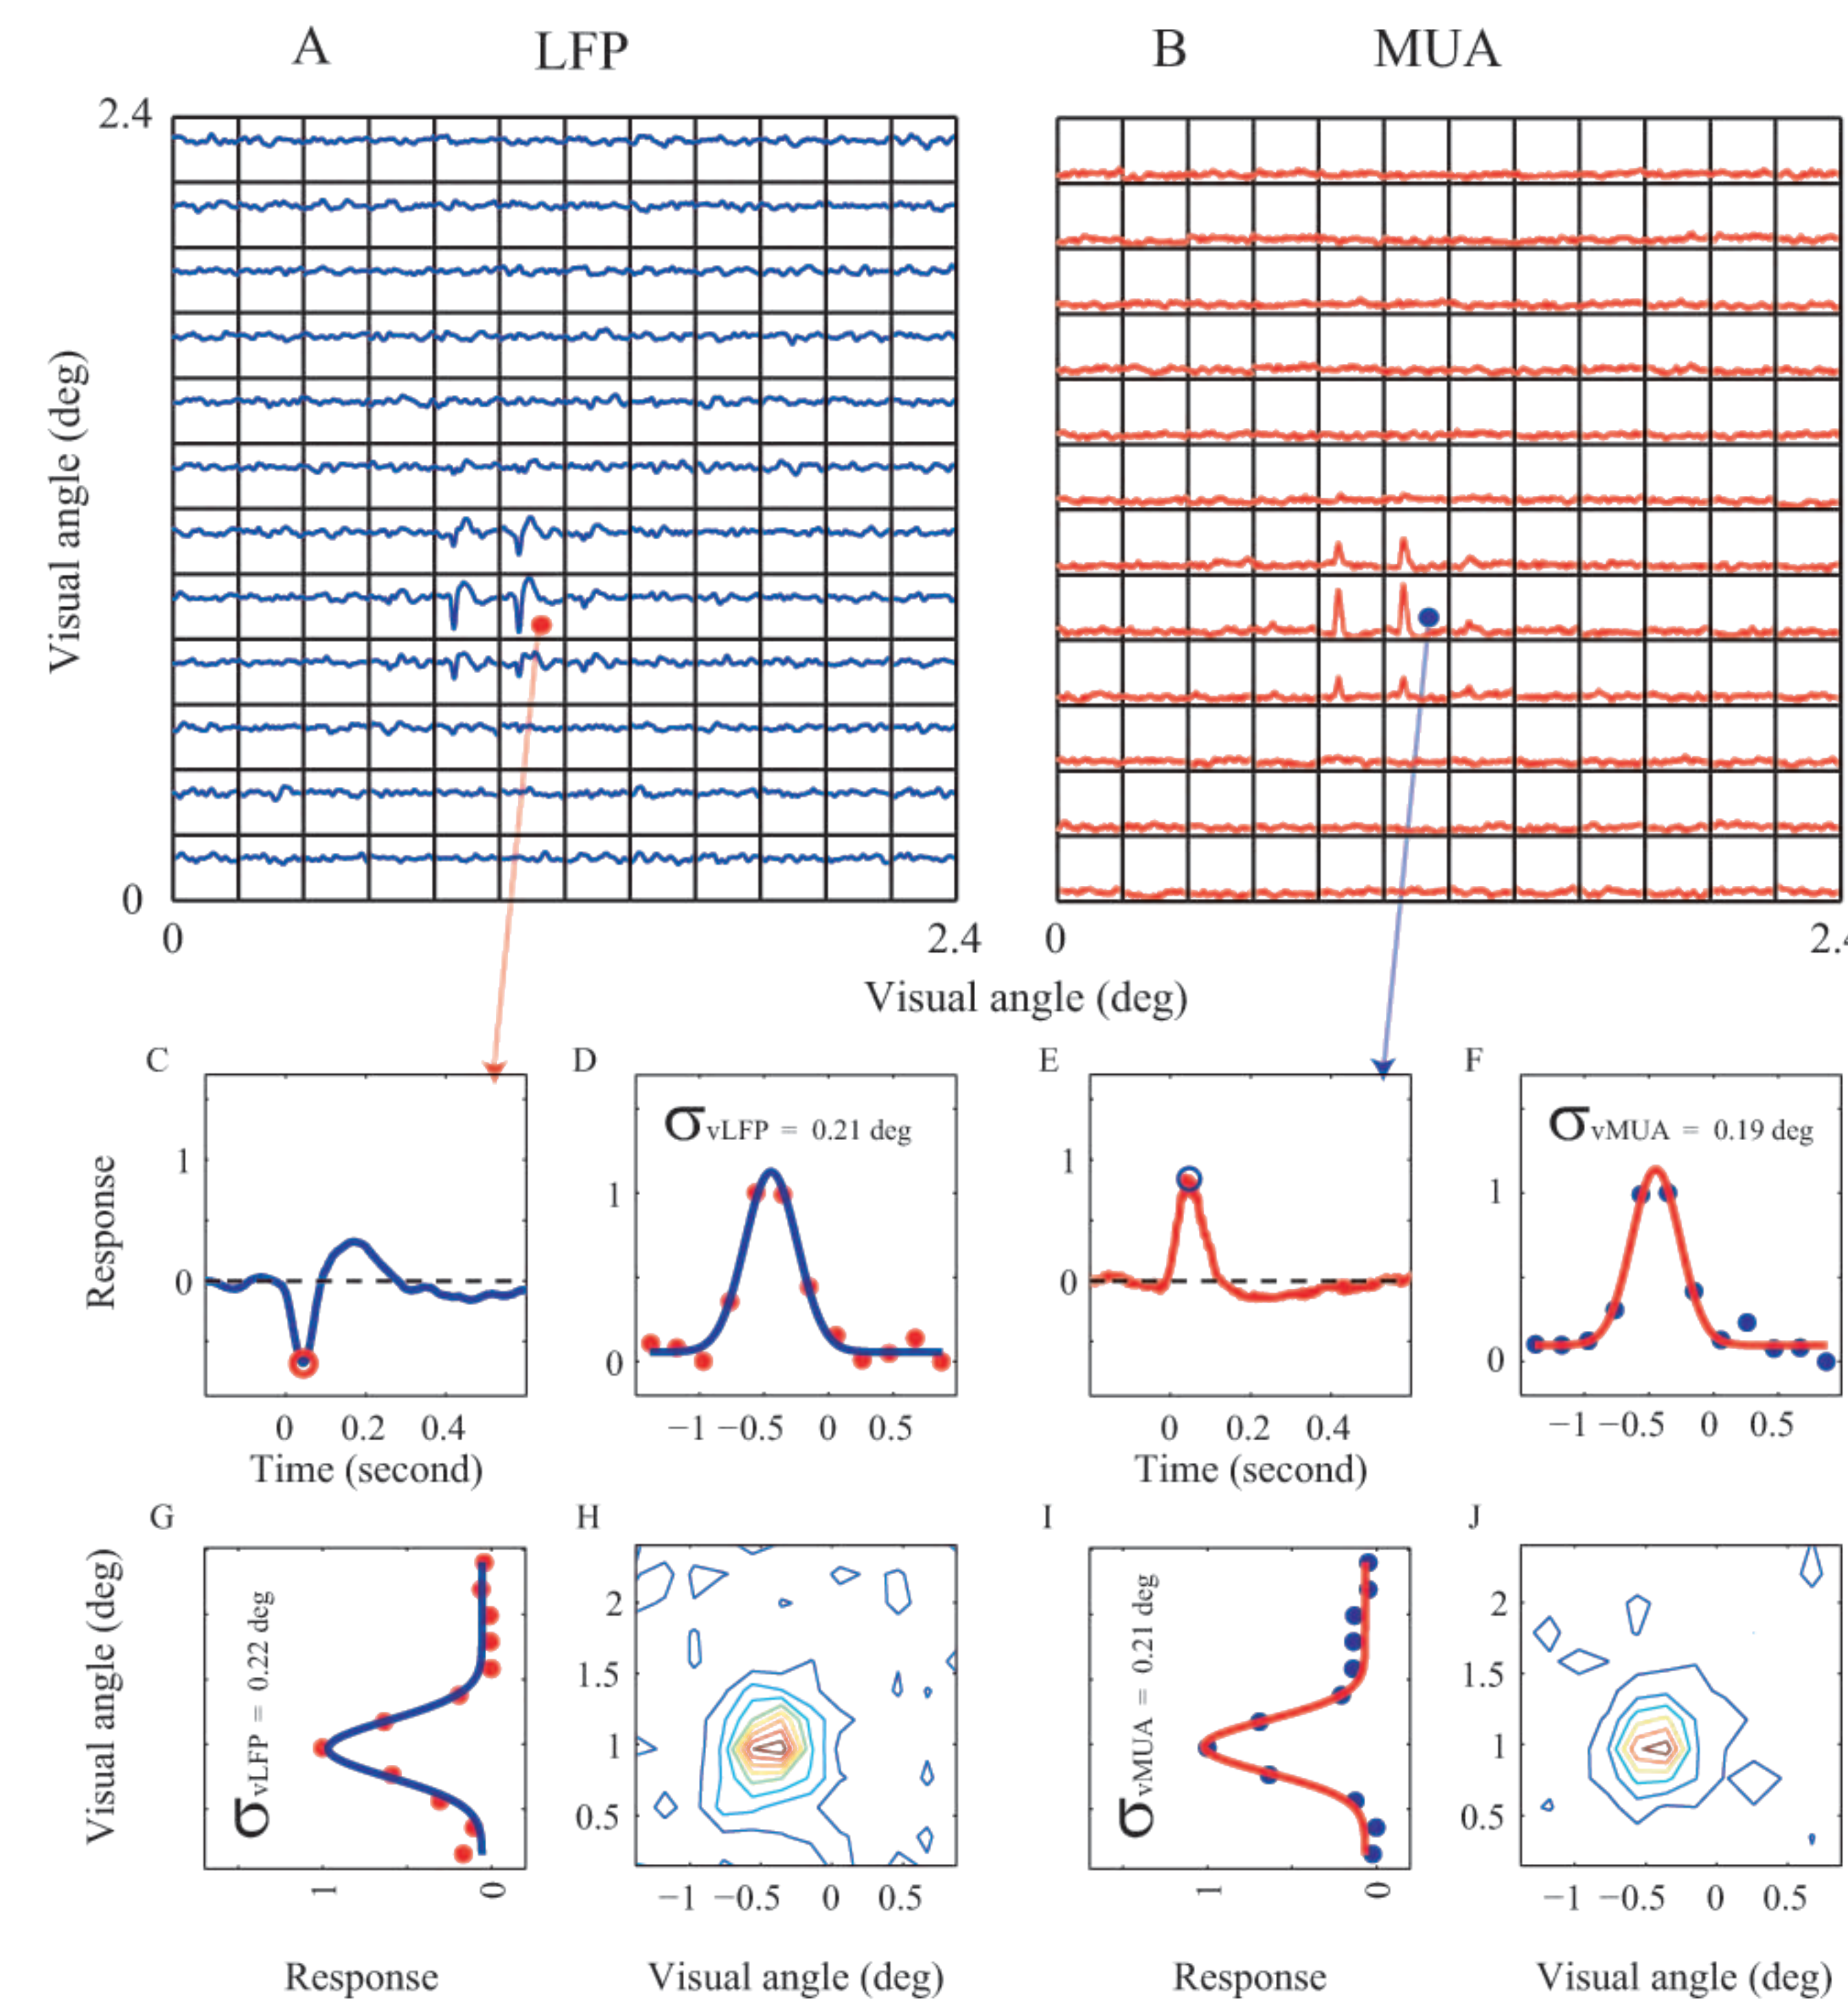 A LFP B MUA
2.4
Visual angle (deg)
0
0 2.4 0 2.4
Visual angle (deg)
C D E F
σvLFP = 0.21 deg
σvMUA = 0.19 deg
Response
1 1 1 1
0 0 0 0
0 0.2 0.4 −1 −0.5 0 0.5 0 0.2 0.4 −1 −0.5 0 0.5
Time (second) Time (second)
G H I J
Visual angle (deg)
σvLFP = 0.22 deg
2 1.5 1 0.5
σvMUA = 0.21 deg
2 1.5 1 0.5
1 0 −1 −0.5 0 0.5 1 0 −1 −0.5 0 0.5
Response Visual angle (deg) Response Visual angle (deg)